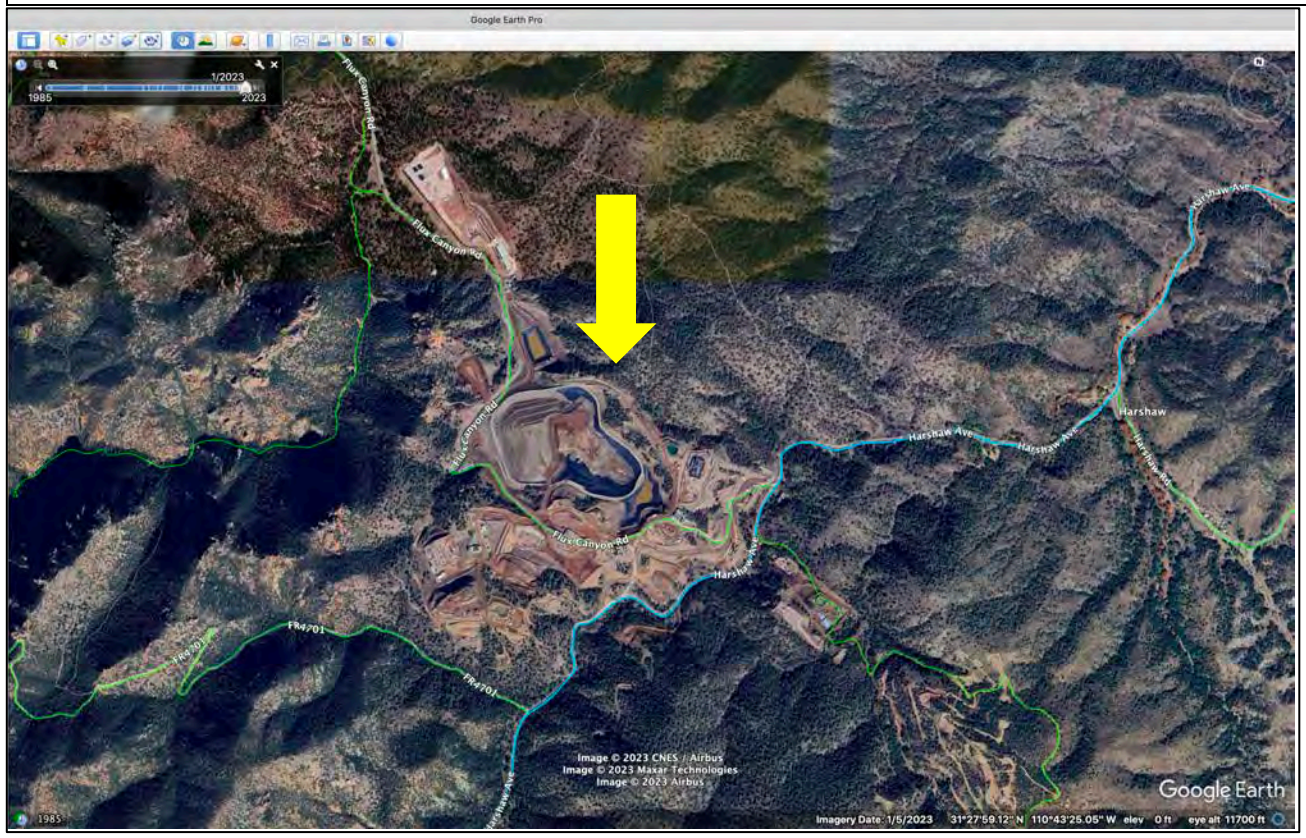 Google Earth Pro
N
1/2023
1985
2023
Flux Canyon Rd
Harshaw Ave
Flux Canyon Rd
Flux Canyon Rd
Harshaw
Harshaw Ave
Harshaw Ave
Harshaw Rd
Flux Canyon Rd
Harshaw Ave
FR4701
FR4701
FR4701
Harshaw Ave
Image © 2023 CNES / Airbus
Image © 2023 Maxar Technologies
Image © 2023 Airbus
Google Earth
1985
Imagery Date: 1/5/2023 31°27'59.12" N 110°43'25.05" W elev 0 ft eye alt 11700 ft